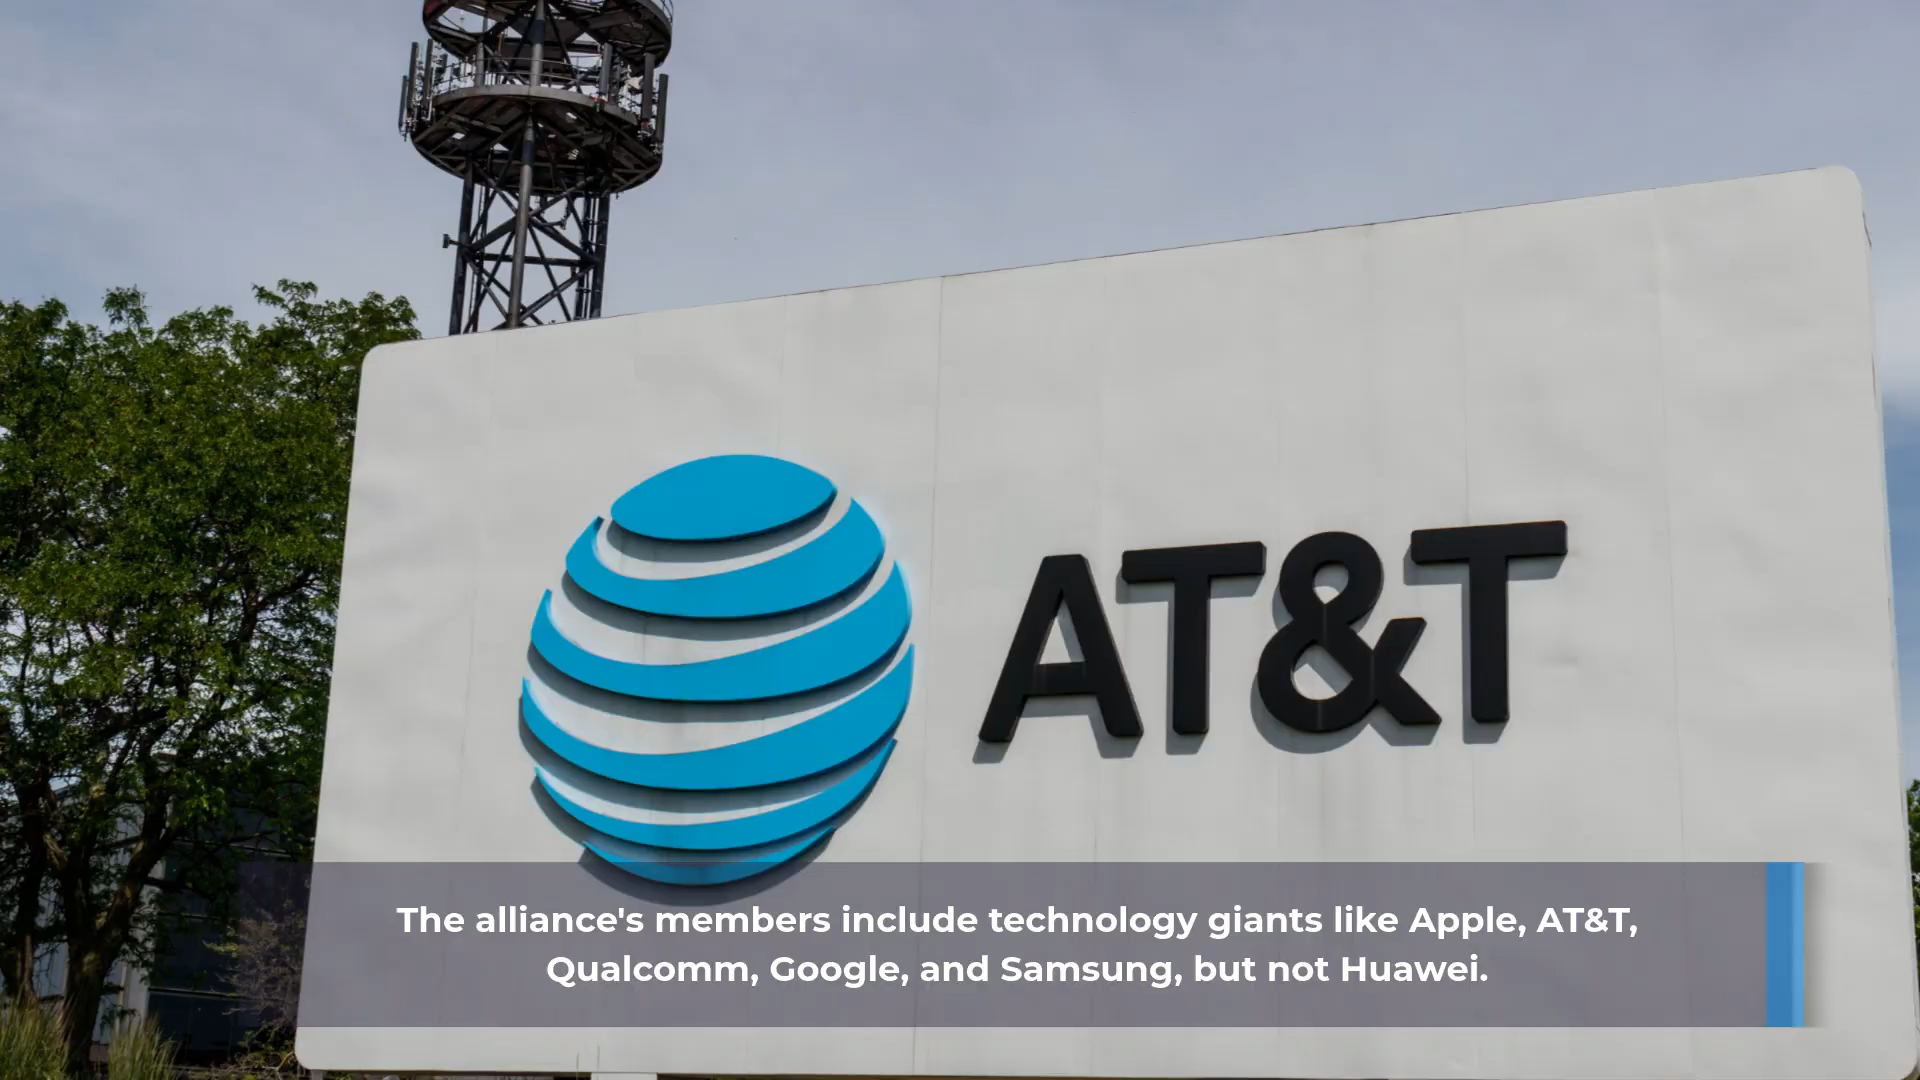 AT&T
The alliance's members include technology giants like Apple, AT&T,
Qualcomm, Google, and Samsung, but not Huawei.